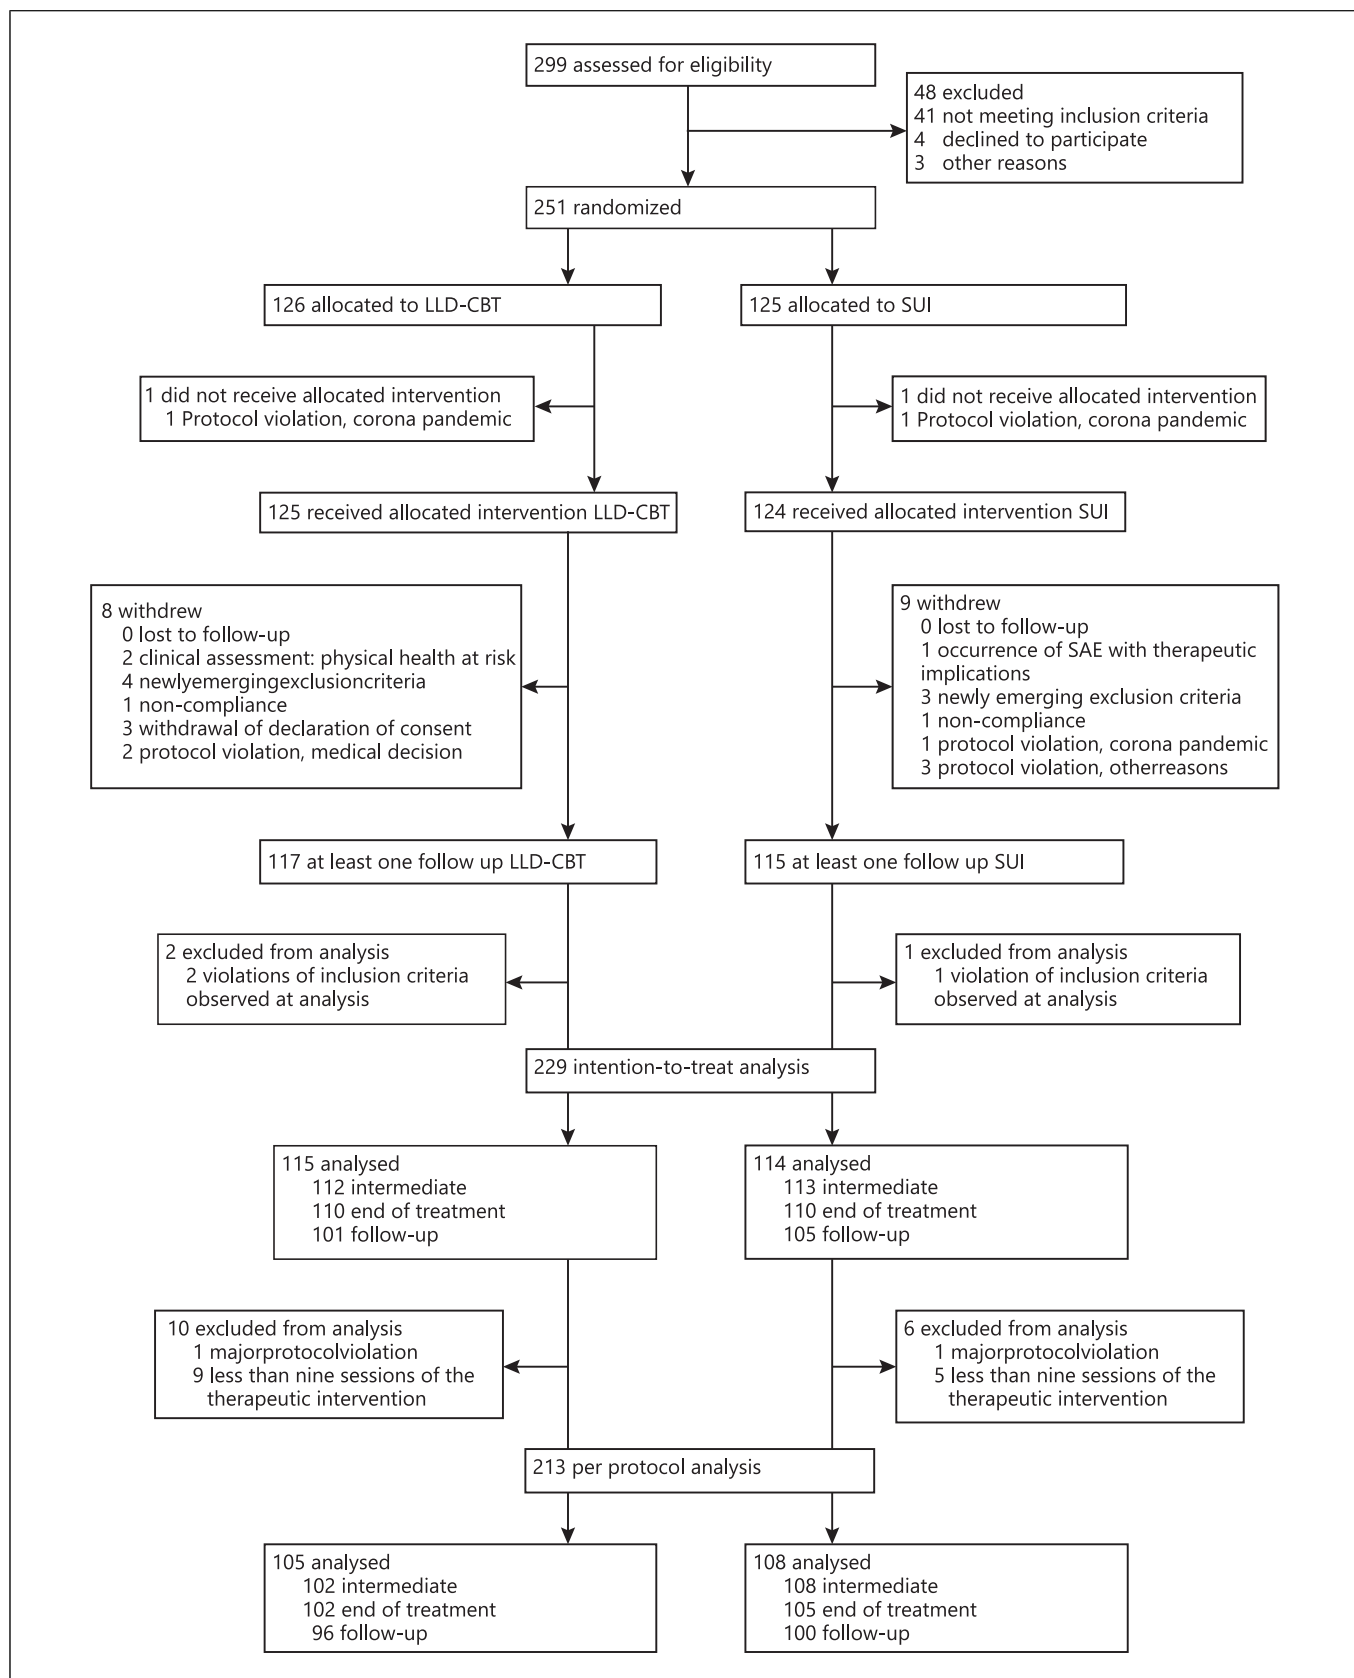 299 assessed for eligibility
48 excluded
41 not meeting inclusion criteria
4 declined to participate
3 other reasons
251 randomized
126 allocated to LLD-CBT
125 allocated to SUI
1 did not receive allocated intervention
1 Protocol violation, corona pandemic
1 did not receive allocated intervention
1 Protocol violation, corona pandemic
125 received allocated intervention LLD-CBT
124 received allocated intervention SUI
8 withdrew
0 lost to follow-up
2 clinical assessment: physical health at risk
4 newlyemergingexclusioncriteria
1 non-compliance
3 withdrawal of declaration of consent
2 protocol violation, medical decision
9 withdrew
0 lost to follow-up
1 occurrence of SAE with therapeutic
implications
3 newly emerging exclusion criteria
1 non-compliance
1 protocol violation, corona pandemic
3 protocol violation, otherreasons
117 at least one follow up LLD-CBT
115 at least one follow up SUI
2 excluded from analysis
2 violations of inclusion criteria
observed at analysis
1 excluded from analysis
1 violation of inclusion criteria
observed at analysis
229 intention-to-treat analysis
115 analysed
112 intermediate
110 end of treatment
101 follow-up
114 analysed
113 intermediate
110 end of treatment
105 follow-up
10 excluded from analysis
1 majorprotocolviolation
9 less than nine sessions of the
therapeutic intervention
6 excluded from analysis
1 majorprotocolviolation
5 less than nine sessions of the
therapeutic intervention
213 per protocol analysis
105 analysed
102 intermediate
102 end of treatment
96 follow-up
108 analysed
108 intermediate
105 end of treatment
100 follow-up